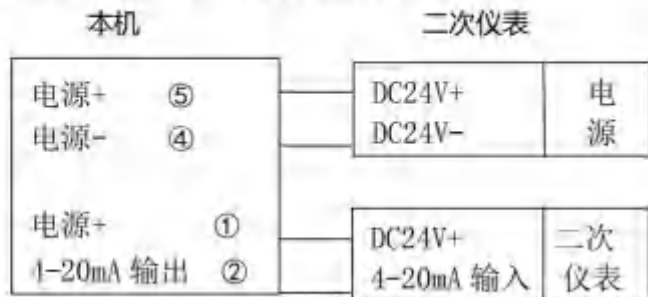 本机 二次仪表
电源+ ⑤ DC24V+ 电
电源- ④ DC24V- 源
电源+ ① DC24V+ 二次
4-20mA 输出 ② 4-20mA 输入 仪表